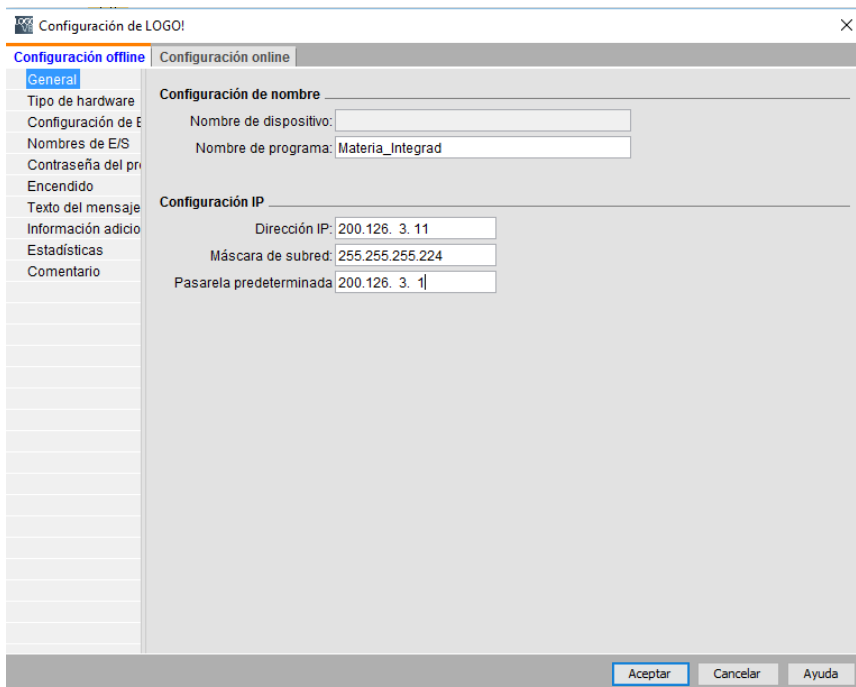 Configuración de LOGO!
Configuración offline Configuración online
General
Tipo de hardware
Configuración de E
Nombres de E/S
Contraseña del pr
Encendido
Texto del mensaje
Información adicio
Estadísticas
Comentario
Configuración de nombre
Nombre de dispositivo:
Nombre de programa: Materia_Integrad
Configuración IP
Dirección IP: 200.126. 3. 11
Máscara de subred: 255.255.255.224
Pasarela predeterminada 200.126. 3. 1
Aceptar Cancelar Ayuda